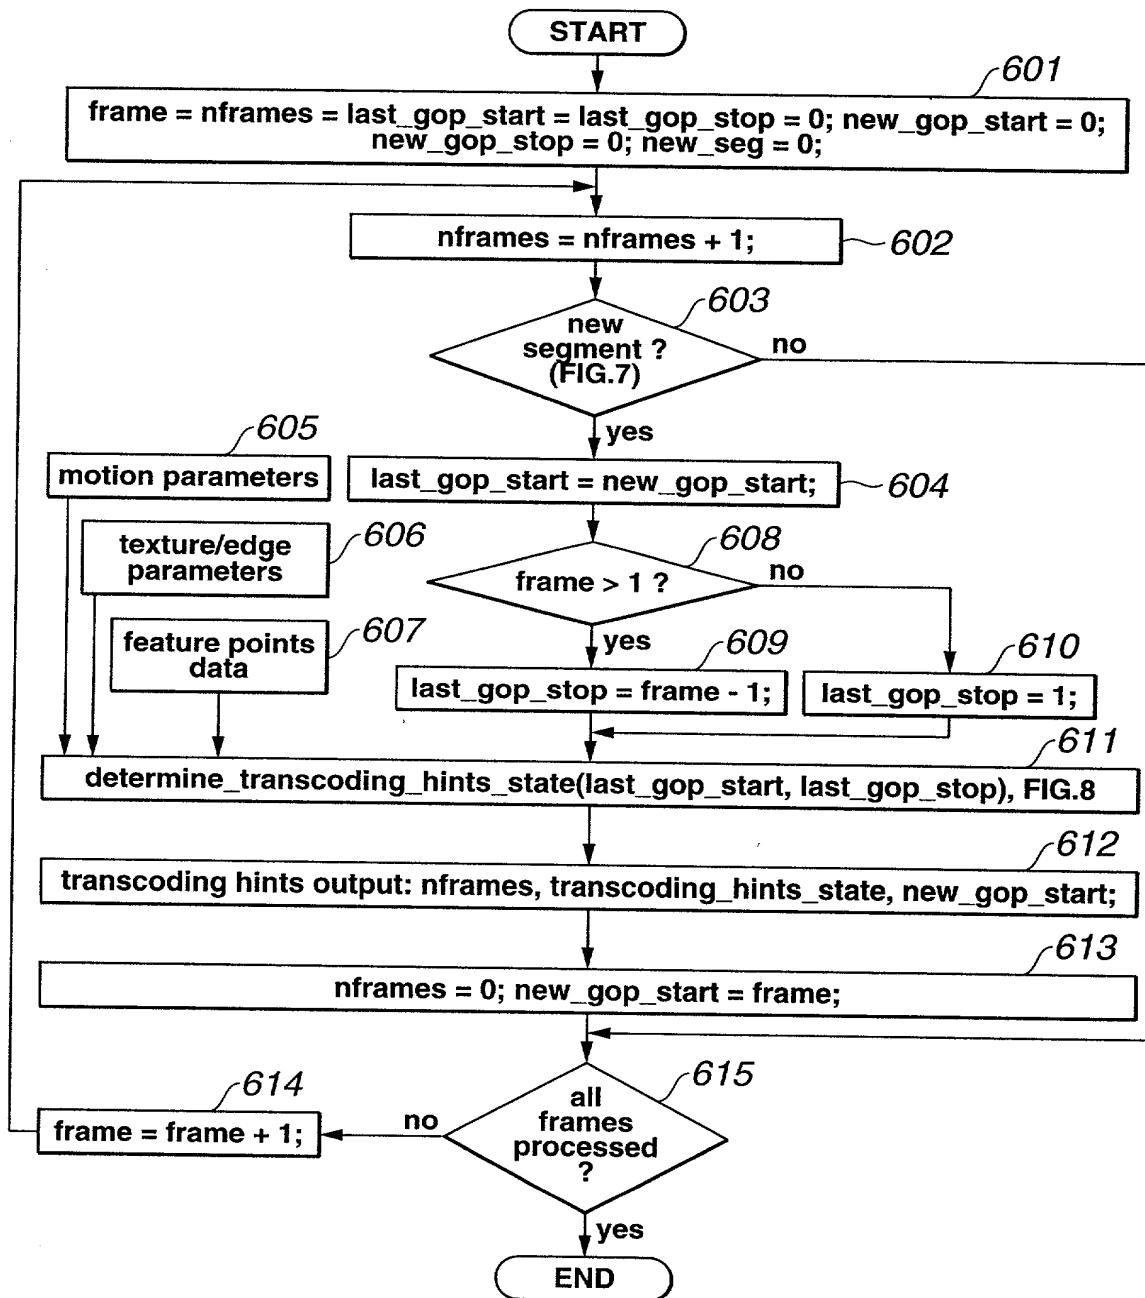 START
601
frame = nframes = last_gop_start = last_gop_stop = 0; new_gop_start = 0;
new_gop_stop = 0; new_seg = 0;
nframes = nframes + 1;
602
603
new
segment ?
(FIG.7)
no
yes
605
motion parameters
last_gop_start = new_gop_start;
604
texture/edge
parameters
606
608
frame > 1 ?
no
feature points
data
607
yes
609
610
last_gop_stop = frame - 1;
last_gop_stop = 1;
611
determine_transcoding_hints_state(last_gop_start, last_gop_stop), FIG.8
612
transcoding hints output: nframes, transcoding_hints_state, new_gop_start;
613
nframes = 0; new_gop_start = frame;
614
615
all
frames
processed
?
no
frame = frame + 1;
yes
END